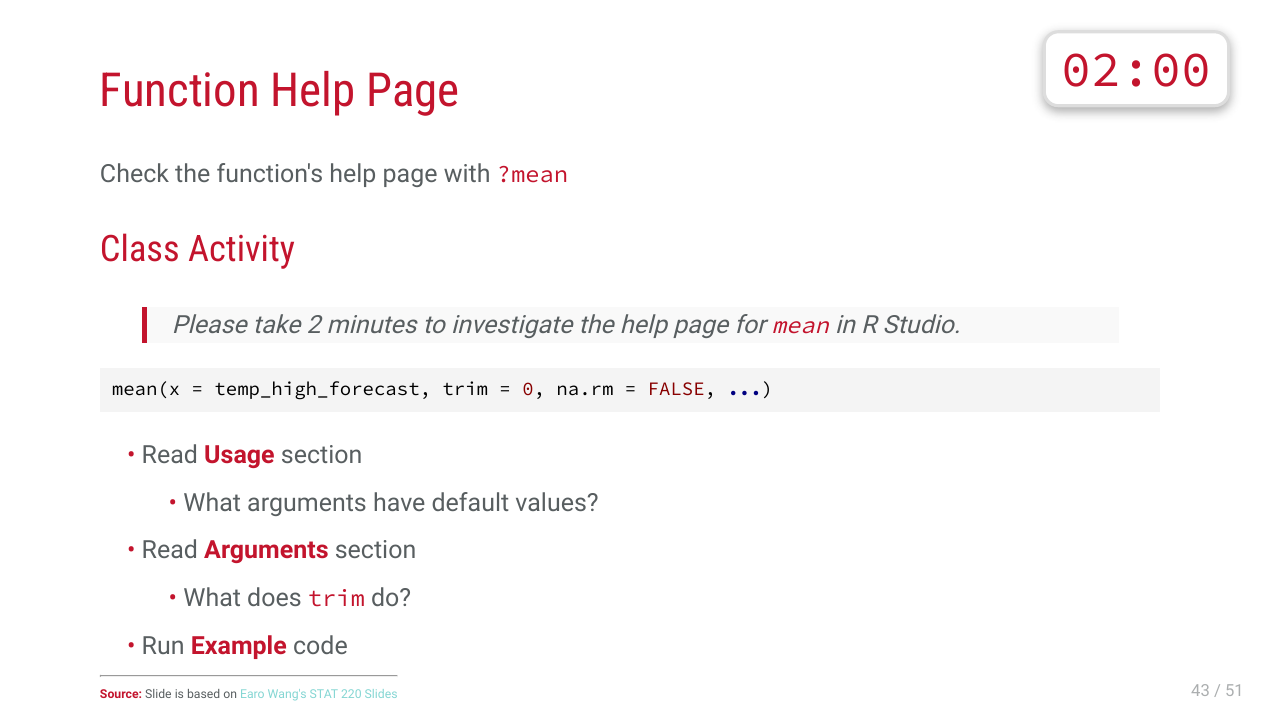 Function Help Page
02:00
Check the function's help page with ?mean
Class Activity
Please take 2 minutes to investigate the help page for mean in R Studio.
mean(x = temp_high_forecast, trim = 0, na.rm = FALSE, ...)
• Read Usage section
• What arguments have default values?
• Read Arguments section
• What does trim do?
• Run Example code
Source: Slide is based on Earo Wang's STAT 220 Slides
43 / 51